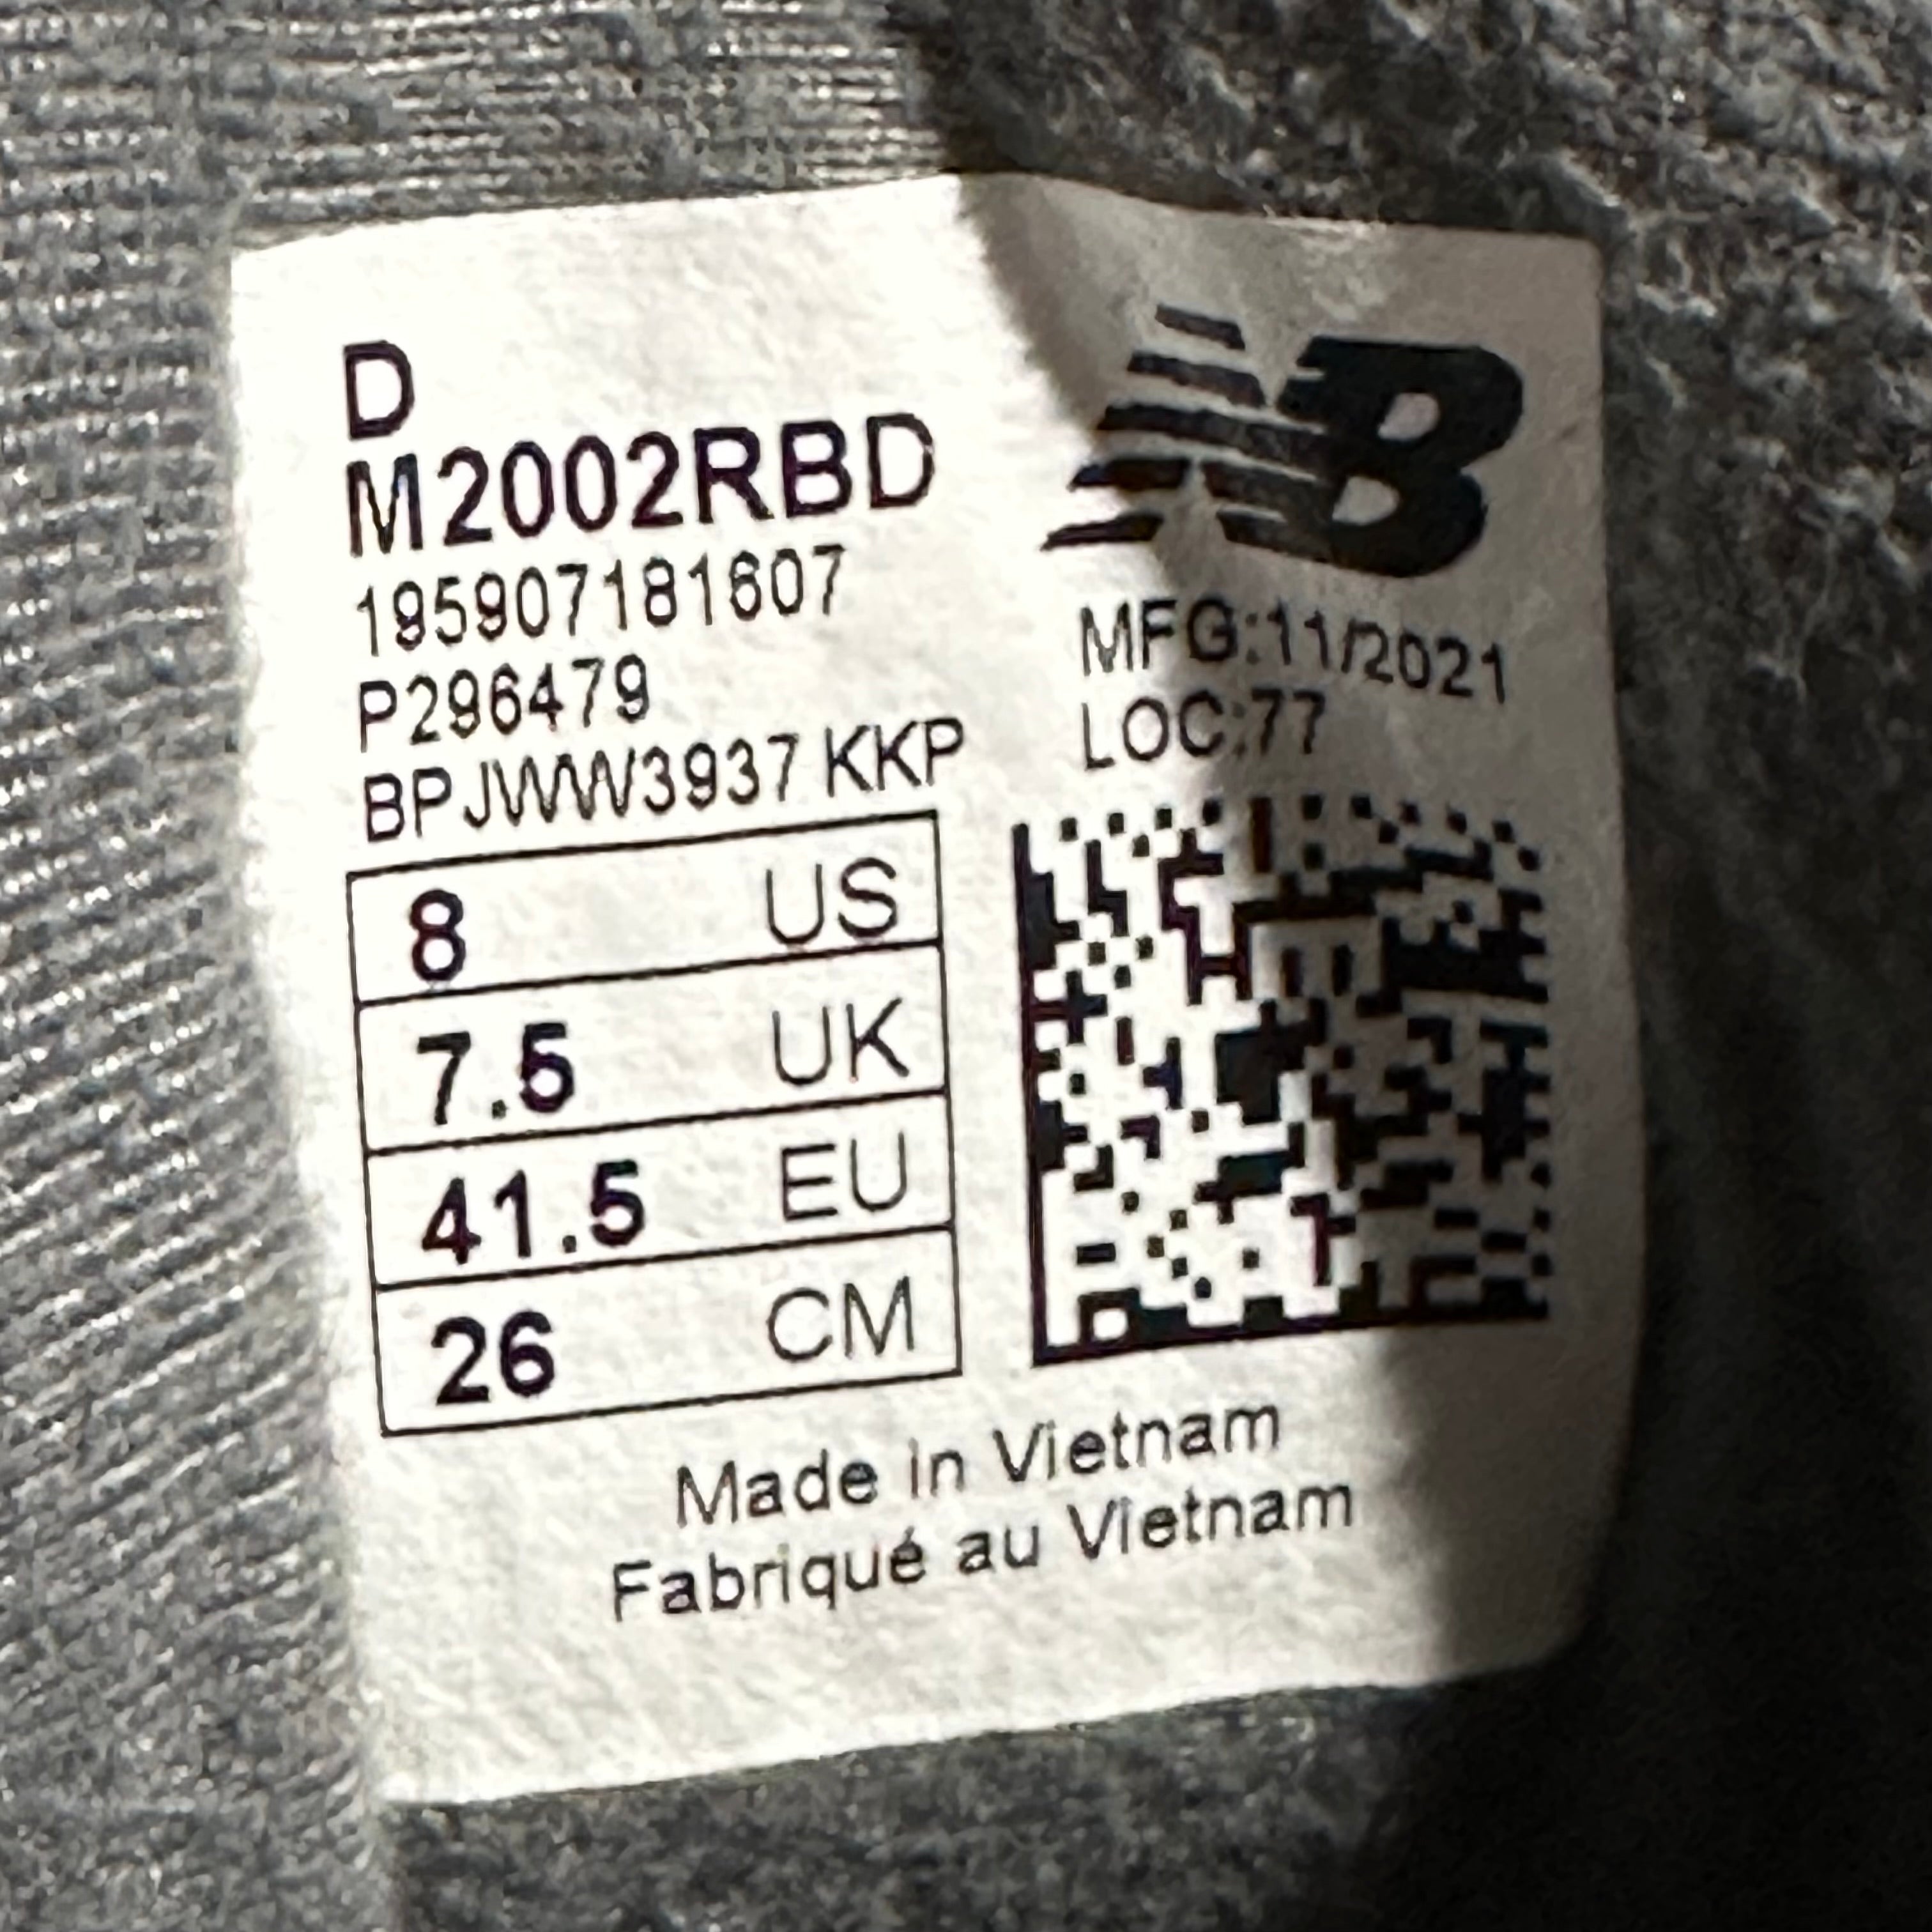 D
M2002RBD
195907181607
P296479
BPJWW3937 KKP
NB
MFG:11/2021
LOC:77
8 US
7.5 UK
41.5 EU
26 CM
Made in Vietnam
Fabriqué au Vietnam